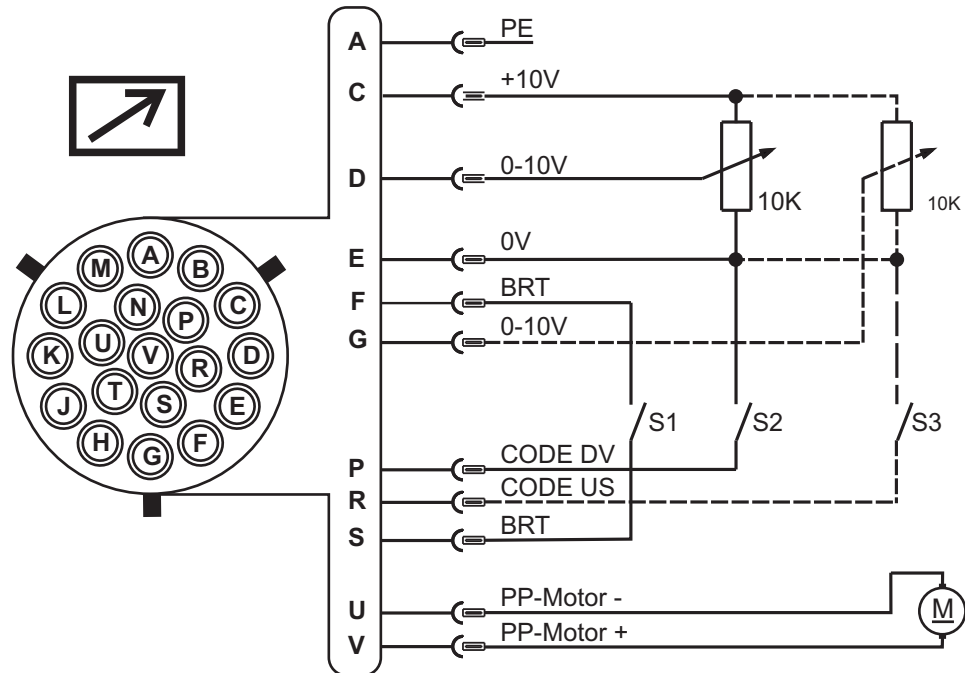 A PE
C +10V
D 0-10V
10K
10K
E 0V
F BRT
G 0-10V
S1 S2 S3
P CODE DV
R CODE US
S BRT
U PP-Motor -
V PP-Motor +
M
A
M B
L N C
P
K U V D
R
T
J S E
H F
G